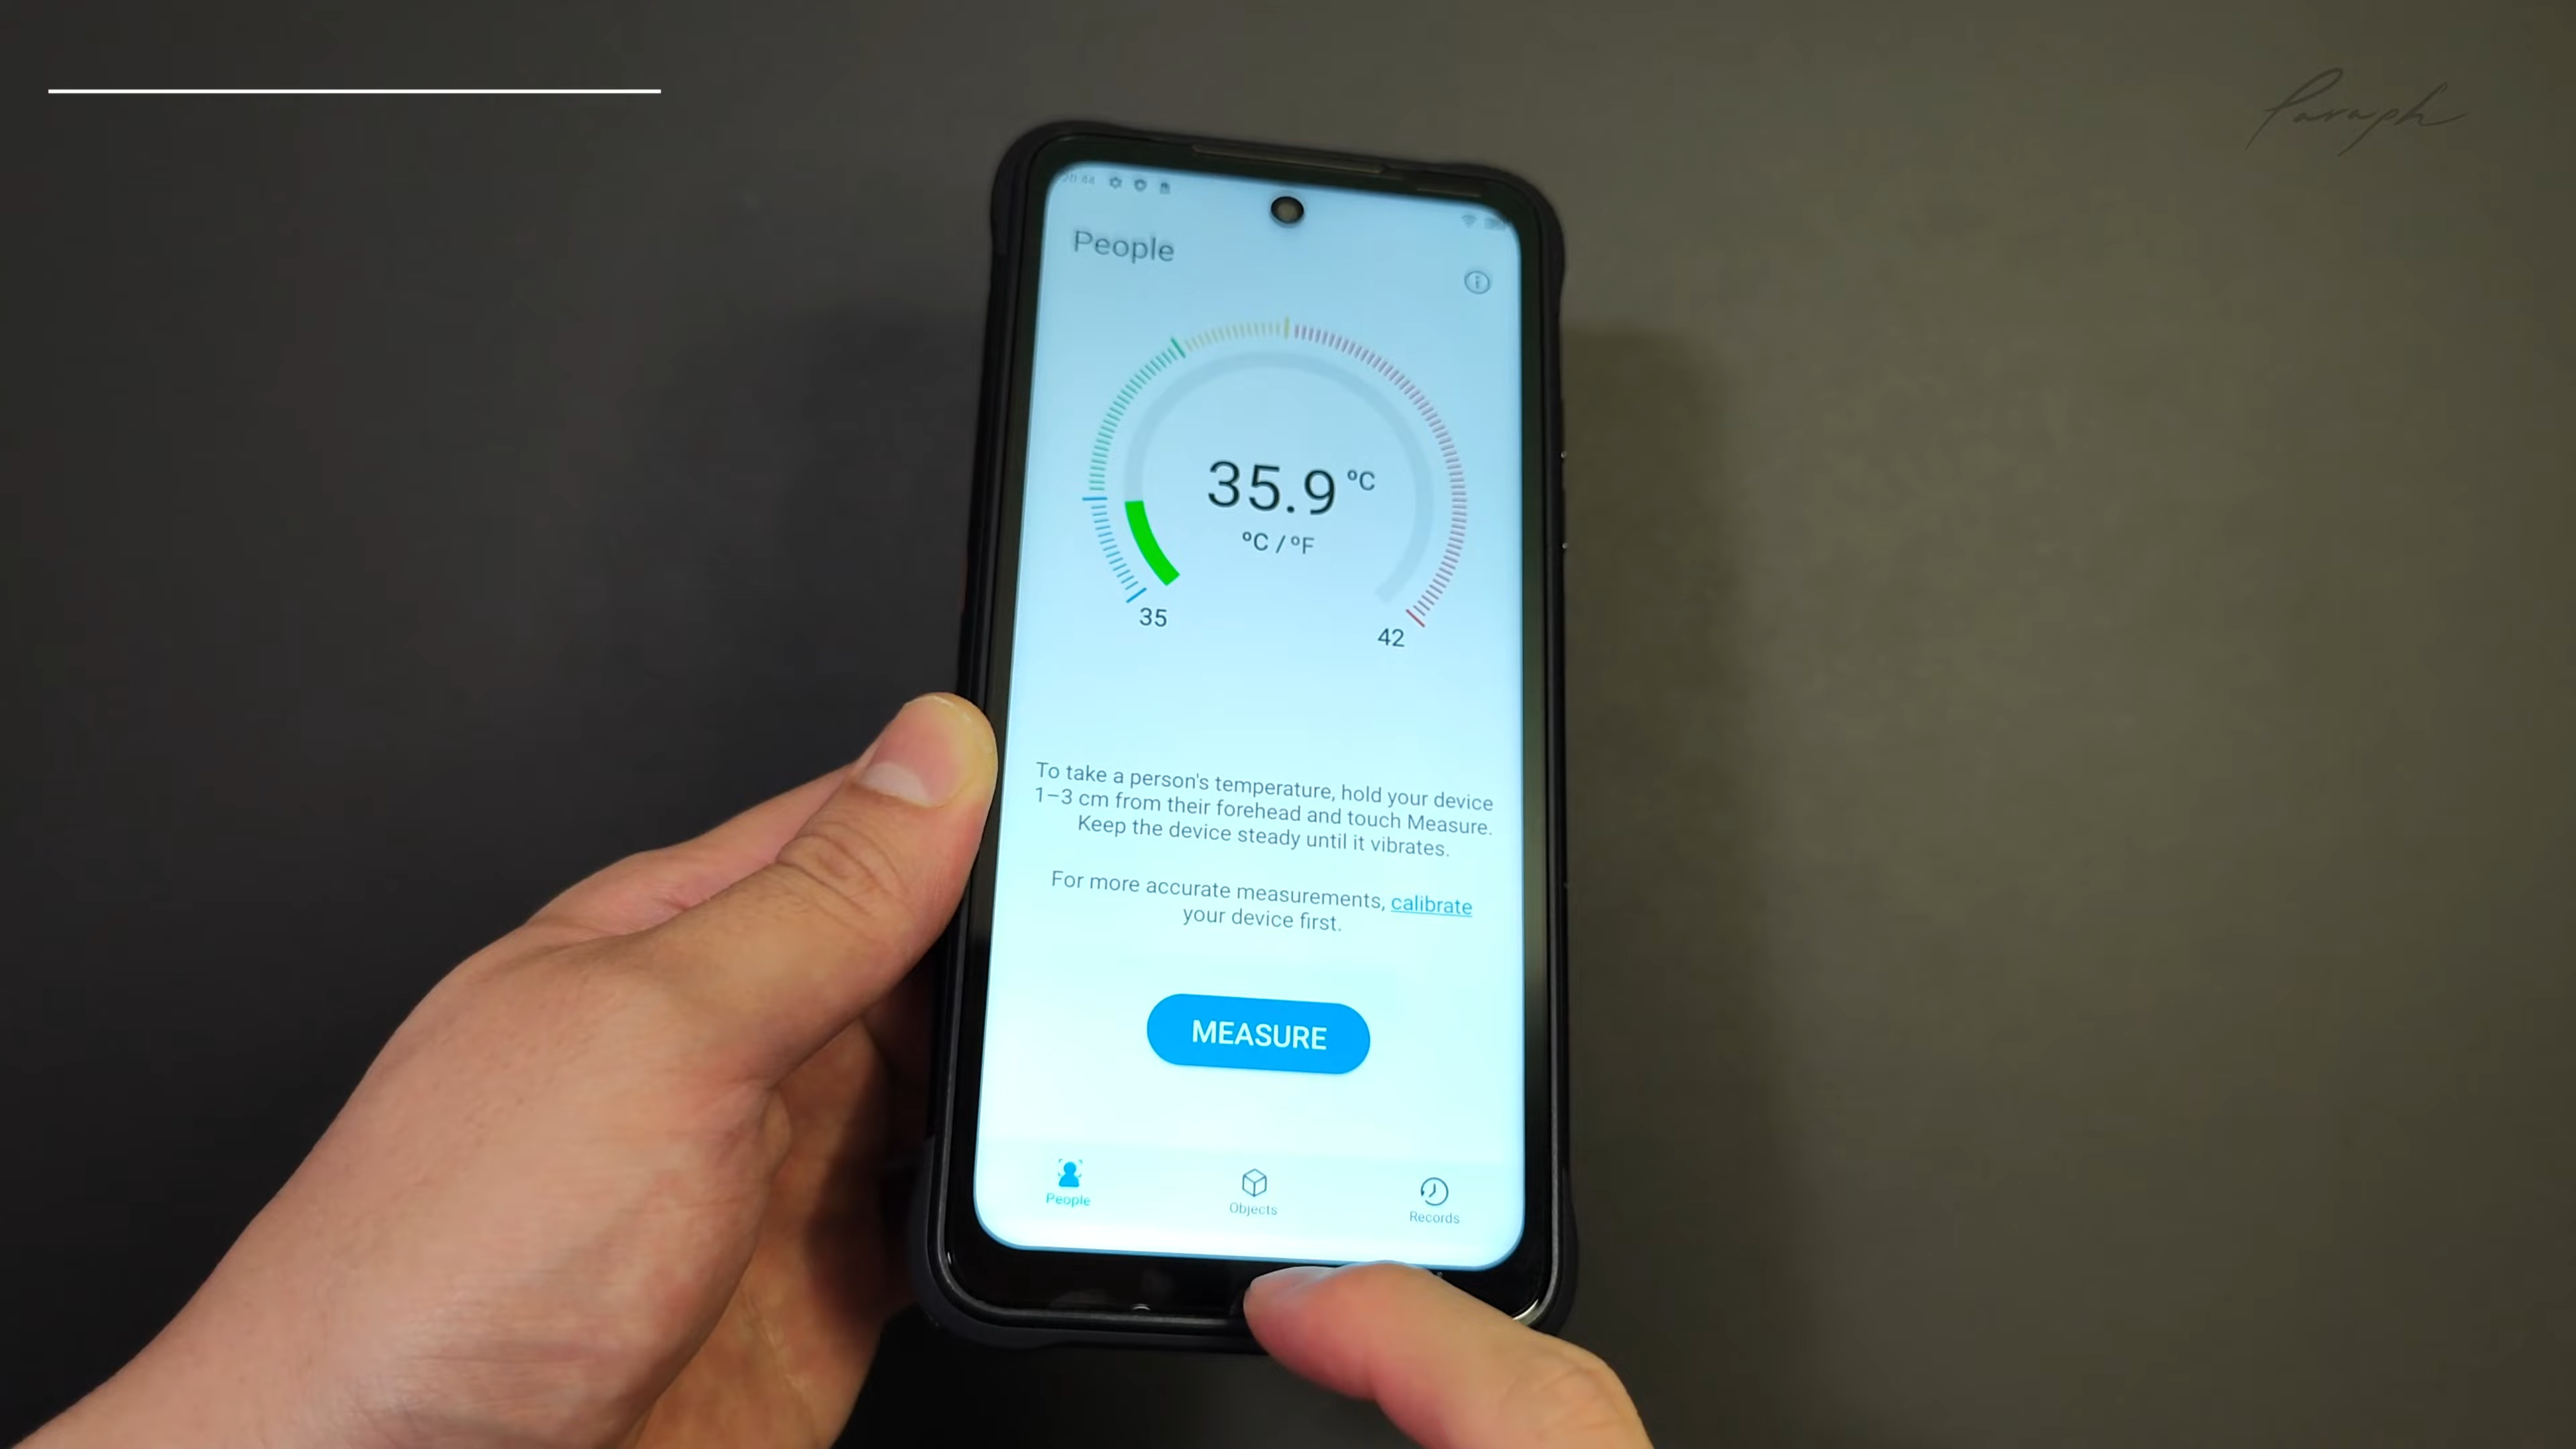 Paraph
People
35.9 °C
°C / °F
35
42
To take a person's temperature, hold your device
1–3 cm from their forehead and touch Measure.
Keep the device steady until it vibrates.
For more accurate measurements, calibrate
your device first.
MEASURE
People
Objects
Records